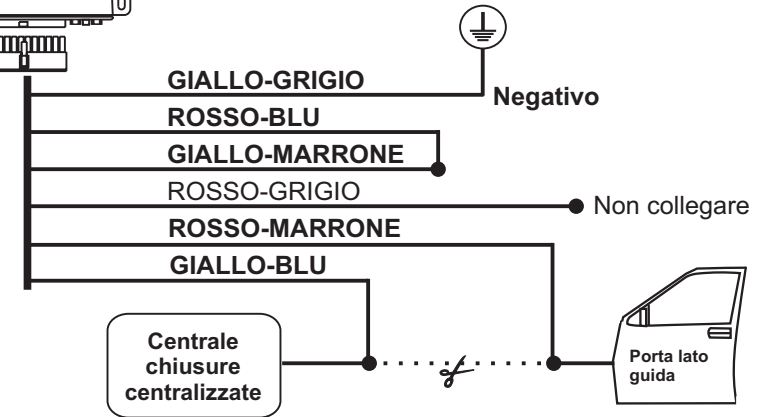 GIALLO-GRIGIO
Negativo
ROSSO-BLU
GIALLO-MARRONE
ROSSO-GRIGIO
Non collegare
ROSSO-MARRONE
GIALLO-BLU
Centrale
chiusure
centralizzate
Porta lato
guida